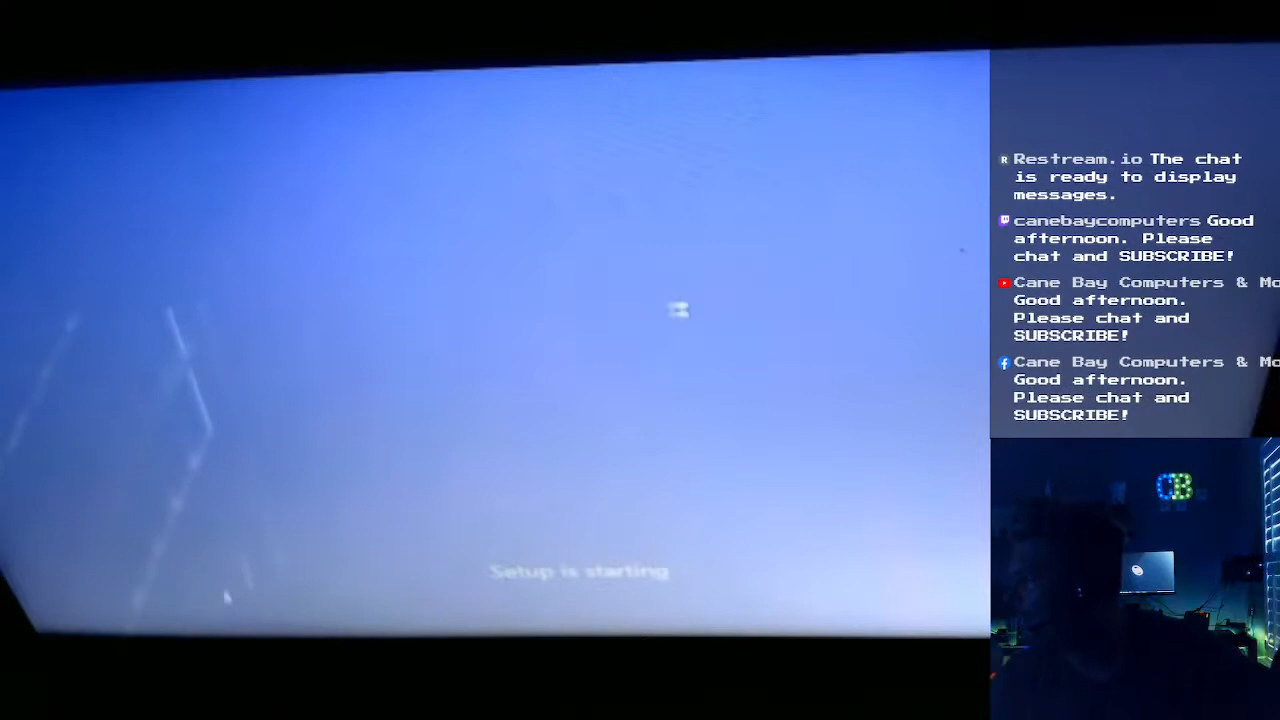 Restream.io The chat
is ready to display
messages.
canebaycomputers Good
afternoon. Please
chat and SUBSCRIBE!
Cane Bay Computers & Mo
Good afternoon.
Please chat and
SUBSCRIBE!
Cane Bay Computers & Mo
Good afternoon.
Please chat and
SUBSCRIBE!
CB
Setup is starting